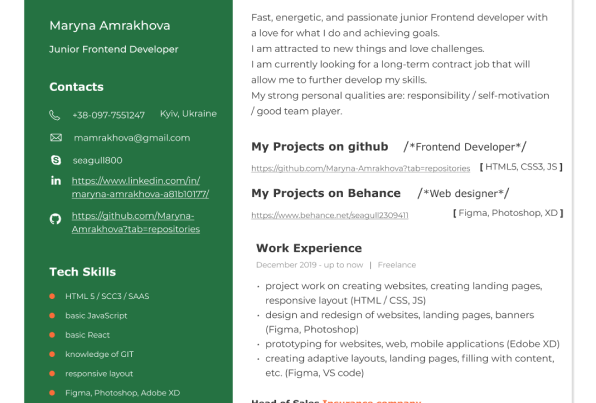 Maryna Amrakhova
Junior Frontend Developer
Contacts
+38-097-7551247 Kyiv, Ukraine
mamrakhova@gmail.com
seagull800
https://www.linkedin.com/in/
maryna-amrakhova-a81b10177/
https://github.com/Maryna-
Amrakhova?tab=repositories
Tech Skills
HTML 5 / SCC3 / SAAS
basic JavaScript
basic React
knowledge of GIT
responsive layout
Figma, Photoshop, Adobe XD
Fast, energetic, and passionate junior Frontend developer with
a love for what I do and achieving goals.
I am attracted to new things and love challenges.
I am currently looking for a long-term contract job that will
allow me to further develop my skills.
My strong personal qualities are: responsibility / self-motivation
/ good team player.
My Projects on github /*Frontend Developer*/
https://github.com/Maryna-Amrakhova?tab=repositories [ HTML5, CSS3, JS ]
My Projects on Behance /*Web designer*/
https://www.behance.net/seagull2309411 [ Figma, Photoshop, XD ]
Work Experience
December 2019 - up to now | Freelance
• project work on creating websites, creating landing pages,
responsive layout (HTML / CSS, JS)
• design and redesign of websites, landing pages, banners
(Figma, Photoshop)
• prototyping for websites, web, mobile applications (Edobe XD)
• creating adaptive layouts, landing pages, filling with content,
etc. (Figma, VS code)
Head of Sales Insurance company